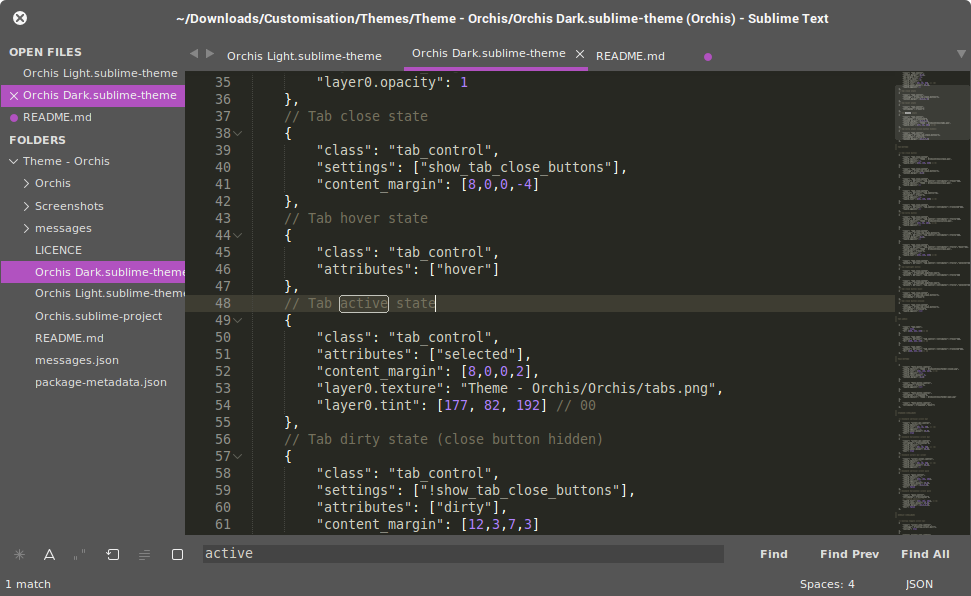 ~/Downloads/Customisation/Themes/Theme - Orchis/Orchis Dark.sublime-theme (Orchis) - Sublime Text
OPEN FILES
Orchis Light.sublime-theme
Orchis Dark.sublime-theme
README.md
FOLDERS
Theme - Orchis
Orchis
Screenshots
messages
LICENCE
Orchis Dark.sublime-theme
Orchis Light.sublime-theme
Orchis.sublime-project
README.md
messages.json
package-metadata.json
Orchis Light.sublime-theme
Orchis Dark.sublime-theme
README.md
35 "layer0.opacity": 1
36 },
37 // Tab close state
38 {
39 "class": "tab_control",
40 "settings": ["show_tab_close_buttons"],
41 "content_margin": [8,0,0,-4]
42 },
43 // Tab hover state
44 {
45 "class": "tab_control",
46 "attributes": ["hover"]
47 },
48 // Tab active state
49 {
50 "class": "tab_control",
51 "attributes": ["selected"],
52 "content_margin": [8,0,0,2],
53 "layer0.texture": "Theme - Orchis/Orchis/tabs.png",
54 "layer0.tint": [177, 82, 192] // 00
55 },
56 // Tab dirty state (close button hidden)
57 {
58 "class": "tab_control",
59 "settings": ["!show_tab_close_buttons"],
60 "attributes": ["dirty"],
61 "content_margin": [12,3,7,3]
active
Find
Find Prev
Find All
1 match
Spaces: 4
JSON